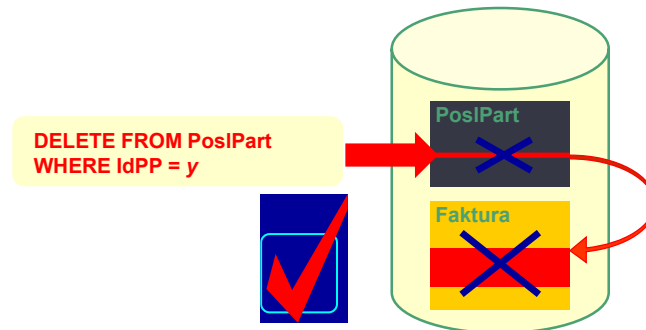 DELETE FROM PoslPart
WHERE IdPP = y
PoslPart
Faktura